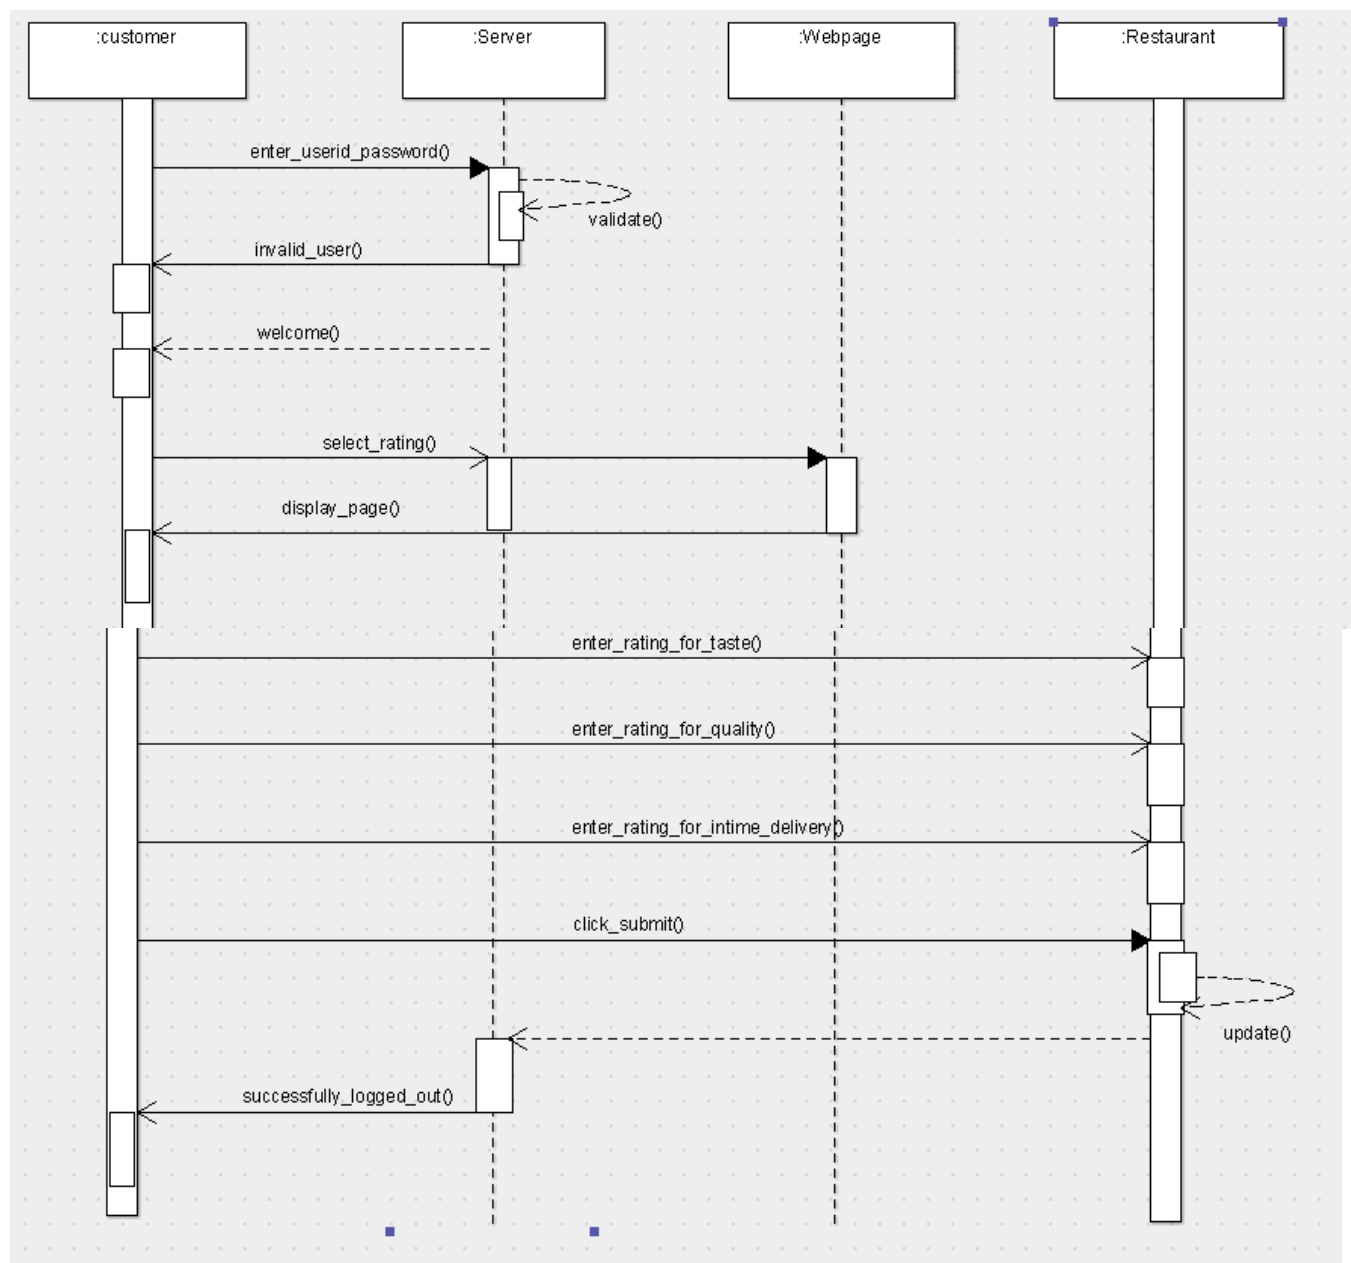 :customer
:Server
:Webpage
:Restaurant
enter_userid_password()
validate()
invalid_user()
welcome()
select_rating()
display_page()
enter_rating_for_taste()
enter_rating_for_quality()
enter_rating_for_intime_delivery()
click_submit()
update()
successfully_logged_out()